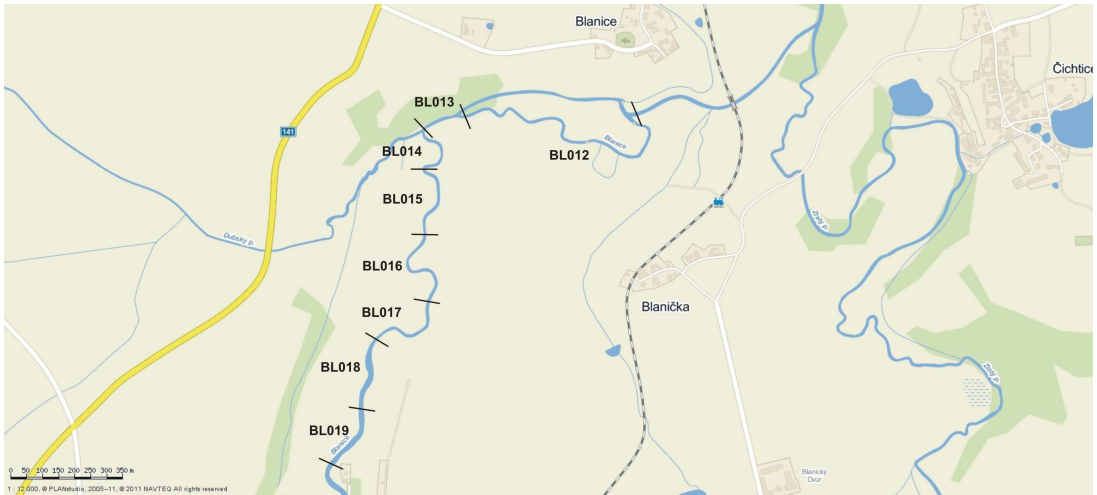 Blanice
Čichtice
BL013
141
BL014
Blanice
BL012
BL015
Zlatý p.
Dubský p.
BL016
Blanička
BL017
BL018
Zlatý p.
BL019
Blanice
0 50 100 150 200 250 300 350 m
Blanický
Dvůr
1 : 12 000, © PLANstudio, 2005–11, © 2011 NAVTEQ All rights reserved